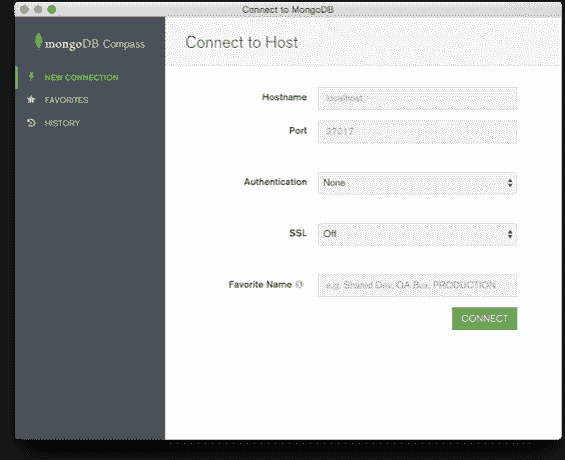 Connect to MongoDB
mongoDB Compass
NEW CONNECTION
FAVORITES
HISTORY
Connect to Host
Hostname localhost
Port 27017
Authentication None
SSL Off
Favorite Name e.g. Shared Dev, QA Box, PRODUCTION
CONNECT